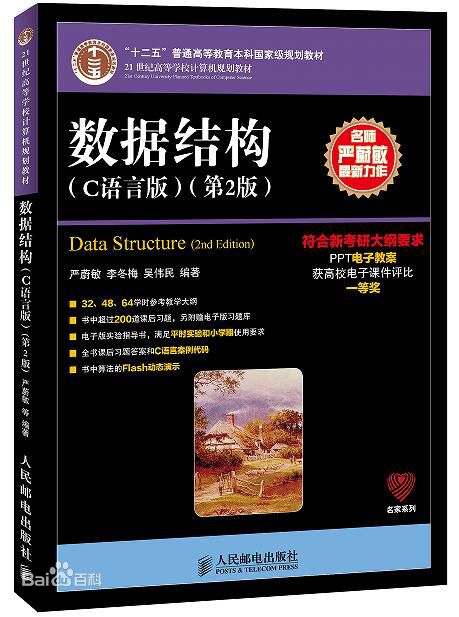 "十二五"普通高等教育本科国家级规划教材
21世纪高等学校计算机规划教材
21st Century University Planned Textbooks of Computer Science
数据结构
(C语言版)(第2版)
名师
严蔚敏
最新力作
Data Structure (2nd Edition)
严蔚敏 李冬梅 吴伟民 编著
符合新考研大纲要求
PPT电子教案
获高校电子课件评比
一等奖
32、48、64学时参考教学大纲
书中超过200道课后习题，另附赠电子版习题库
电子版实验指导书，满足平时实验和小学期使用要求
全书课后习题答案和C语言案例代码
书中算法的Flash动态演示
名家系列
人民邮电出版社
POSTS & TELECOM PRESS
21世纪高等学校计算机规划教材
数据结构(C语言版)(第2版)
严蔚敏 等 编著
人民邮电出版社
Bai百科